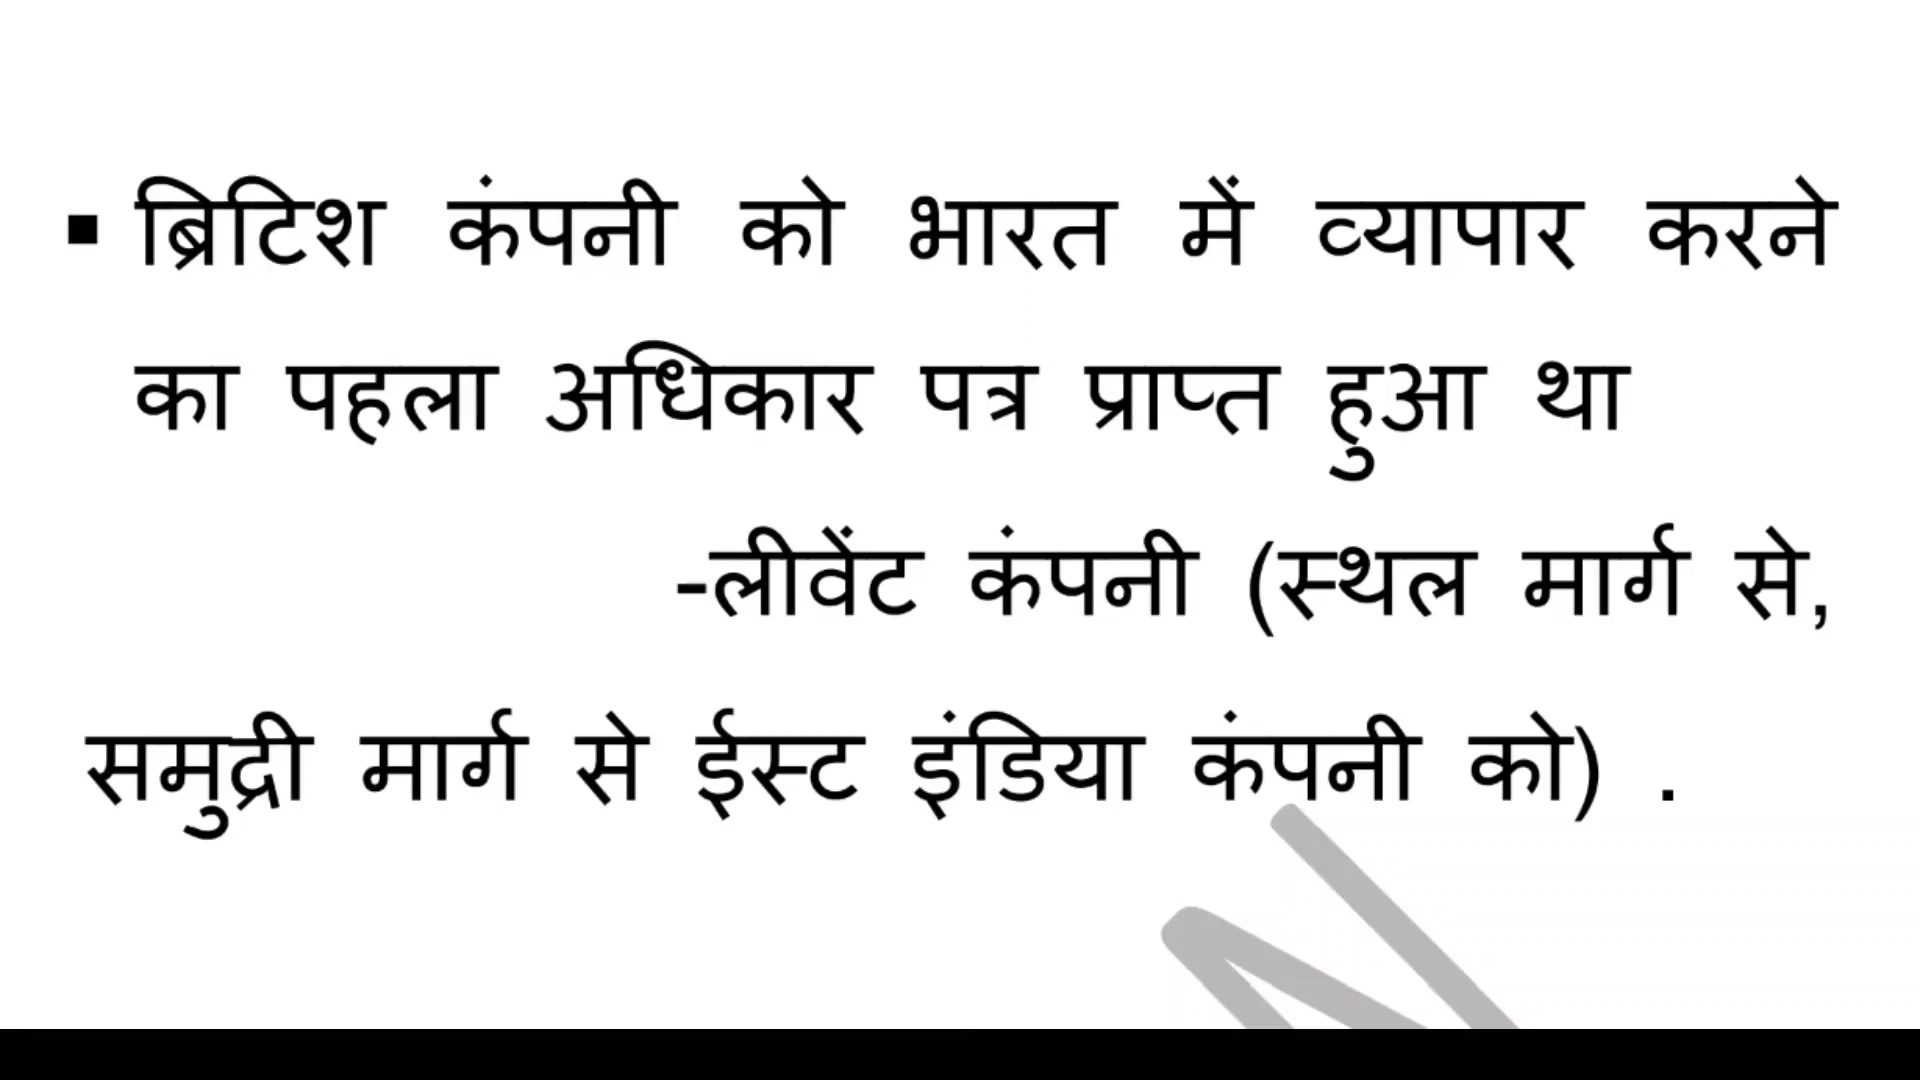 ▪ ब्रिटिश कंपनी को भारत में व्यापार करने
का पहला अधिकार पत्र प्राप्त हुआ था
-लीवेंट कंपनी (स्थल मार्ग से,
समुद्री मार्ग से ईस्ट इंडिया कंपनी को) .